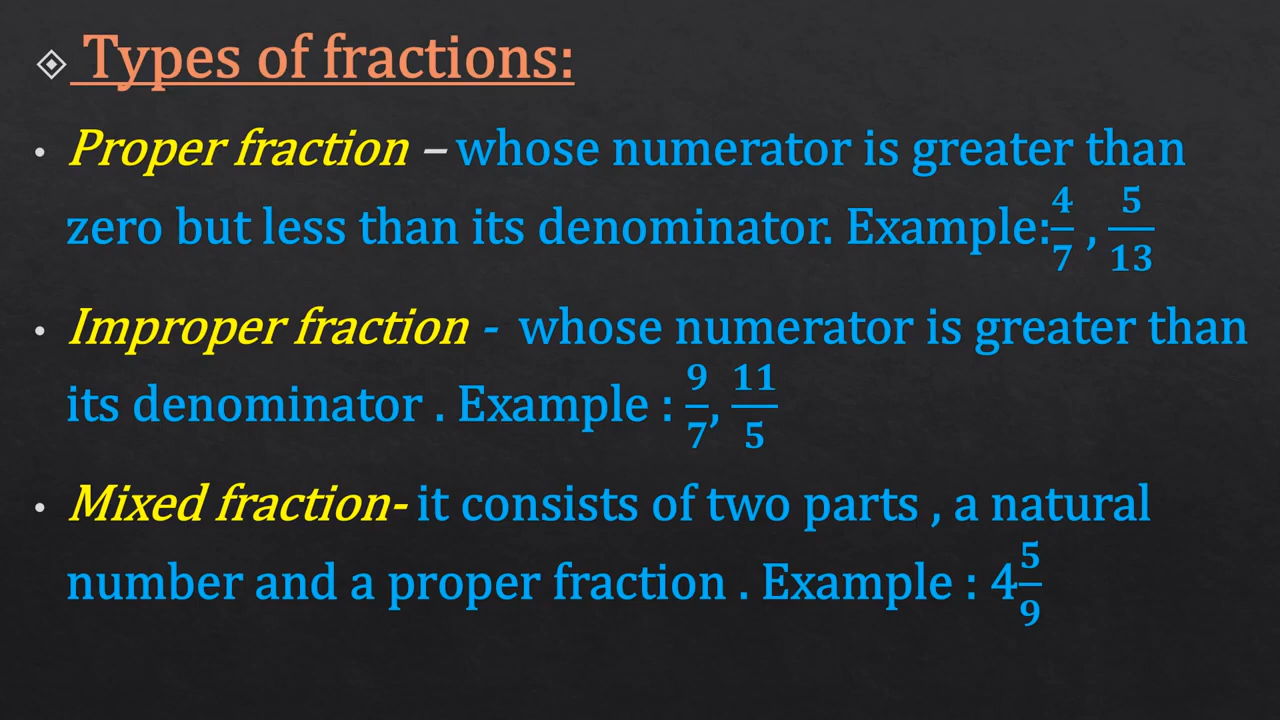 Types of fractions:
• Proper fraction – whose numerator is greater than
zero but less than its denominator. Example: 4/7 , 5/13
• Improper fraction - whose numerator is greater than
its denominator . Example : 9/7, 11/5
• Mixed fraction- it consists of two parts , a natural
number and a proper fraction . Example : 4 5/9